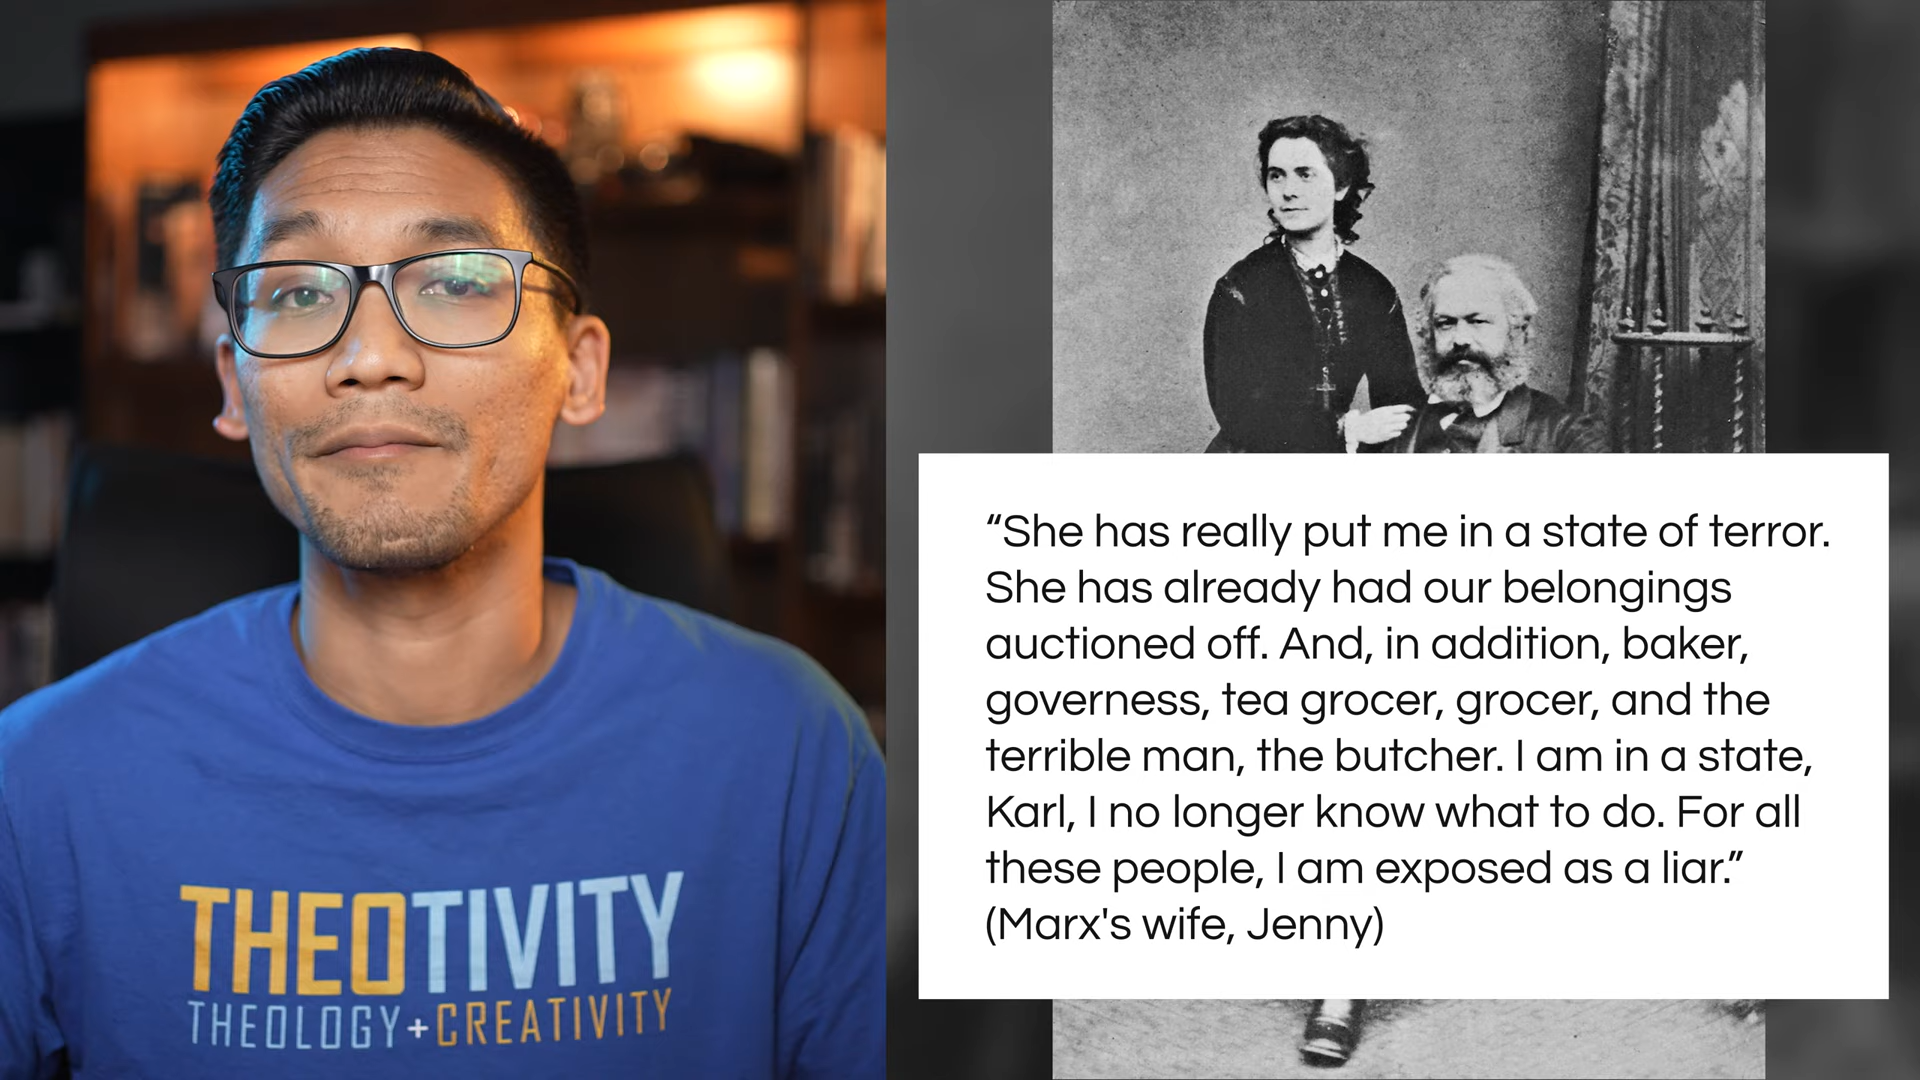 THEOTIVITY
THEOLOGY+CREATIVITY
“She has really put me in a state of terror.
She has already had our belongings
auctioned off. And, in addition, baker,
governess, tea grocer, grocer, and the
terrible man, the butcher. I am in a state,
Karl, I no longer know what to do. For all
these people, I am exposed as a liar.”
(Marx's wife, Jenny)